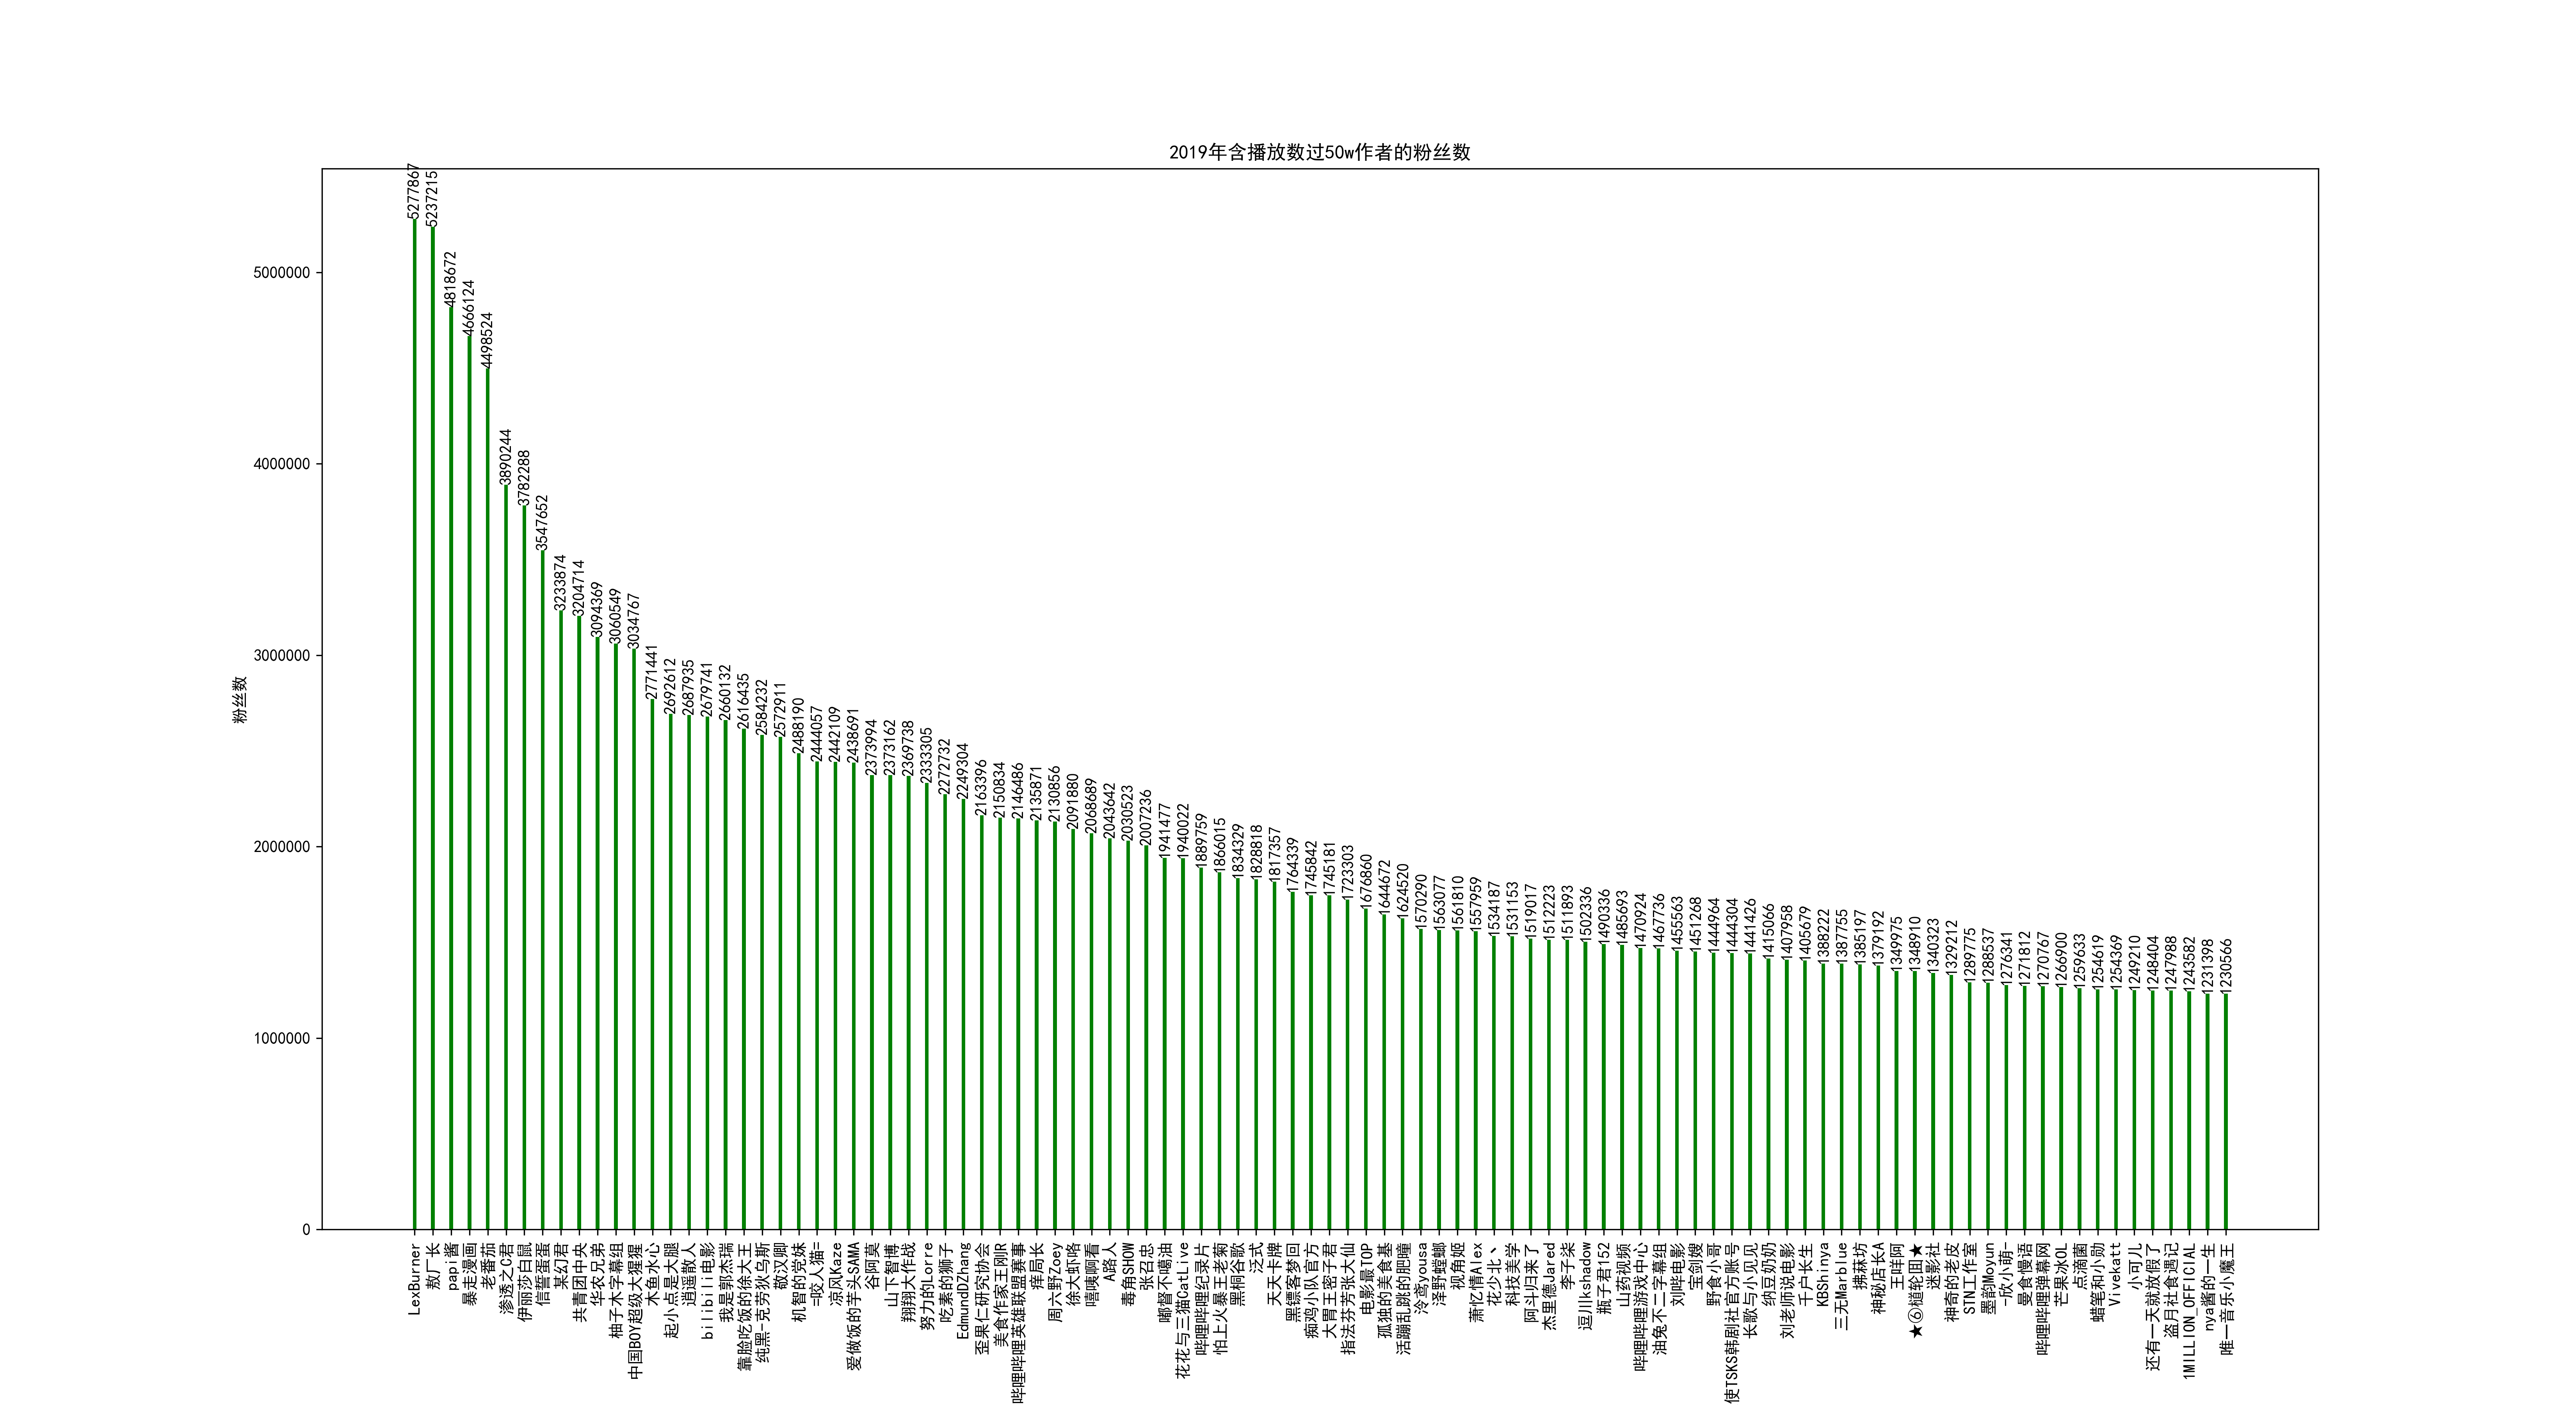 2019年含播放数过50w作者的粉丝数
粉丝数
5000000
4000000
3000000
2000000
1000000
0
5277867
5237215
4818672
4666124
4498524
3890244
3782288
3547652
3233874
3204714
3094369
3060549
3034767
2771441
2692612
2687935
2679741
2660132
2616435
2584232
2572911
2488190
2444057
2442109
2438691
2373994
2373162
2369738
2333305
2272732
2249304
2163396
2150834
2146486
2135871
2130856
2091880
2068689
2043642
2030523
2007236
1941477
1940022
1889759
1866015
1834329
1828818
1817357
1764339
1745842
1745181
1723303
1676860
1644672
1624520
1570290
1563077
1561810
1557959
1534187
1531153
1519017
1512223
1511893
1502336
1490336
1485693
1470924
1467736
1455563
1451268
1444964
1444304
1441426
1415066
1407958
1405679
1388222
1387755
1385197
1379192
1349975
1348910
1340323
1329212
1289775
1288537
1276341
1271812
1270767
1266900
1259633
1254619
1254369
1249210
1248404
1247988
1243582
1231398
1230566
LexBurner
敖厂长
papi酱
暴走漫画
老番茄
渗透之C君
伊丽莎白鼠
信誓蛋蛋
某幻君
共青团中央
华农兄弟
柚子木字幕组
中国BOY超级大猩猩
木鱼水心
起小点是大腿
逍遥散人
bilibili电影
我是郭杰瑞
靠脸吃饭的徐大王
纯黑-克劳狄乌斯
敬汉卿
机智的党妹
=咬人猫=
凉风Kaze
爱做饭的芋头SAMA
谷阿莫
山下智博
翔翔大作战
努力的Lorre
吃素的狮子
EdmundDZhang
歪果仁研究协会
美食作家王刚R
哔哩哔哩英雄联盟赛事
痒局长
周六野Zoey
徐大虾咯
嘻咦啊看
A路人
毒角SHOW
张召忠
嘟督不噶油
花花与三猫CatLive
哔哩哔哩纪录片
怕上火暴王老菊
黑桐谷歌
泛式
天天卡牌
黑镖客梦回
痴鸡小队官方
大胃王密子君
指法芬芳张大仙
电影最TOP
孤独的美食基
活蹦乱跳的肥瞳
泠鸢yousa
泽野螳螂
视角姬
萧忆情Alex
花少北丶
科技美学
阿斗归来了
杰里德Jared
李子柒
逗川kshadow
瓶子君152
山药视频
哔哩哔哩游戏中心
油兔不二字幕组
刘哔电影
宝剑嫂
野食小哥
使TSKS韩剧社官方账号
长歌与小见见
纳豆奶奶
刘老师说电影
千户长生
KBShinya
三无Marblue
拂菻坊
神秘店长A
王咩阿
★⑥槌轮囙★
迷影社
神奇的老皮
STN工作室
墨韵Moyun
-欣小萌-
曼食慢语
哔哩哔哩弹幕网
芒果冰OL
点滴菌
蜡笔和小勋
Vivekatt
小可儿
还有一天就放假了
盗月社食遇记
1MILLION_OFFICIAL
nya酱的一生
唯一音乐小魔王